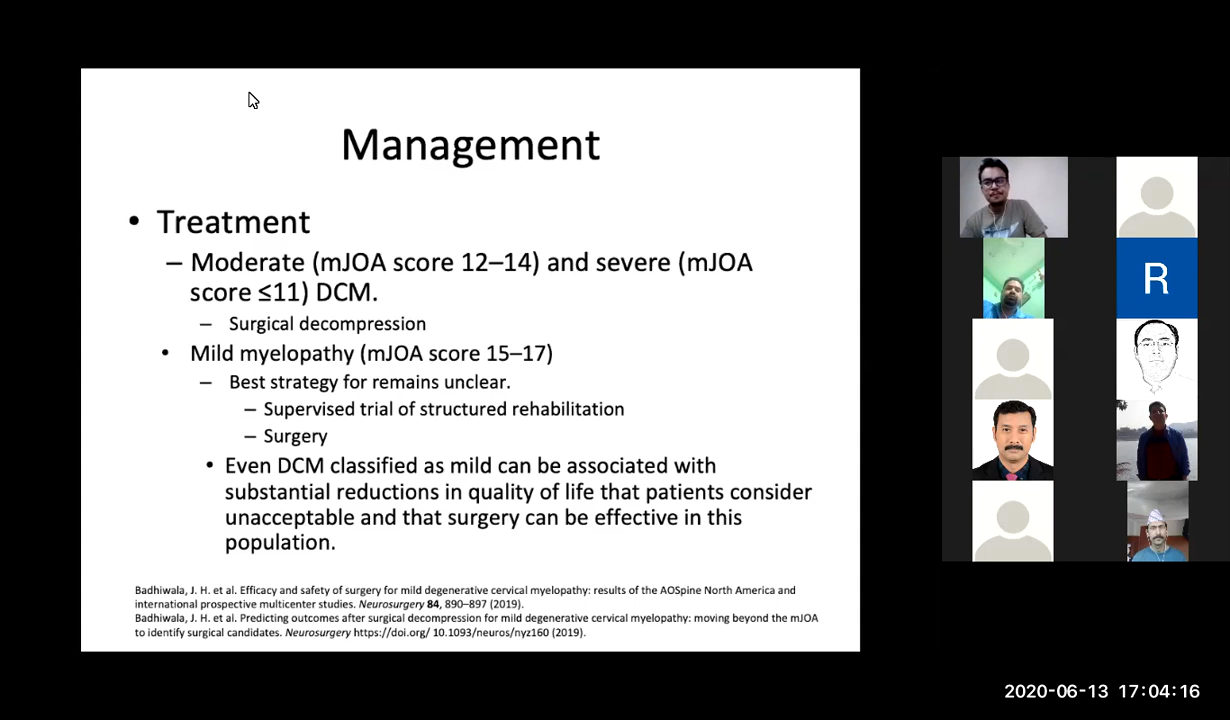 Management
• Treatment
– Moderate (mJOA score 12–14) and severe (mJOA
score ≤11) DCM.
– Surgical decompression
• Mild myelopathy (mJOA score 15–17)
– Best strategy for remains unclear.
– Supervised trial of structured rehabilitation
– Surgery
• Even DCM classified as mild can be associated with
substantial reductions in quality of life that patients consider
unacceptable and that surgery can be effective in this
population.
Badhiwala, J. H. et al. Efficacy and safety of surgery for mild degenerative cervical myelopathy: results of the AOSpine North America and
international prospective multicenter studies. Neurosurgery 84, 890–897 (2019).
Badhiwala, J. H. et al. Predicting outcomes after surgical decompression for mild degenerative cervical myelopathy: moving beyond the mJOA
to identify surgical candidates. Neurosurgery https://doi.org/ 10.1093/neuros/nyz160 (2019).
R
2020-06-13 17:04:16